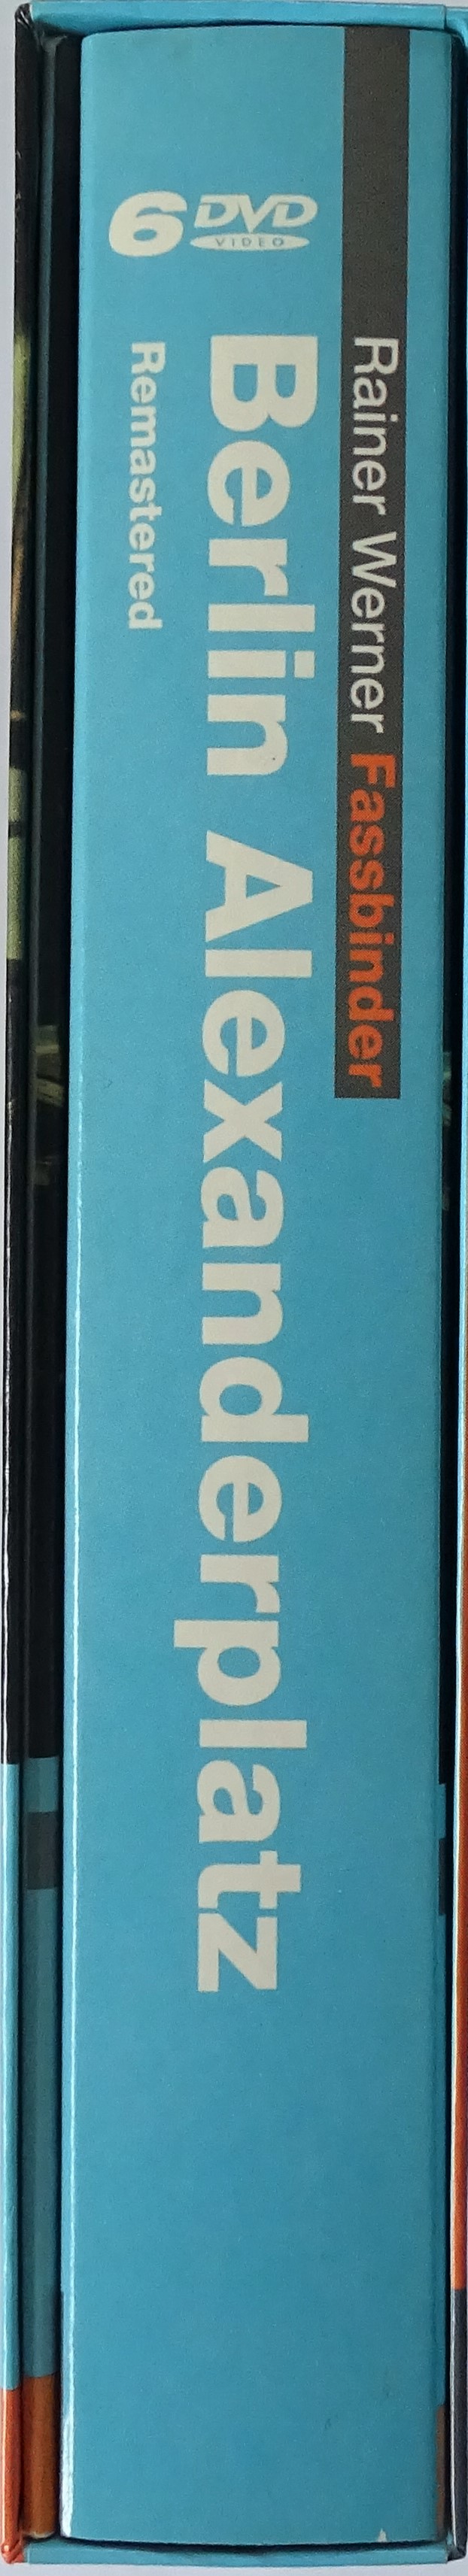 6 DVD
VIDEO
Rainer Werner Fassbinder
Berlin Alexanderplatz
Remastered